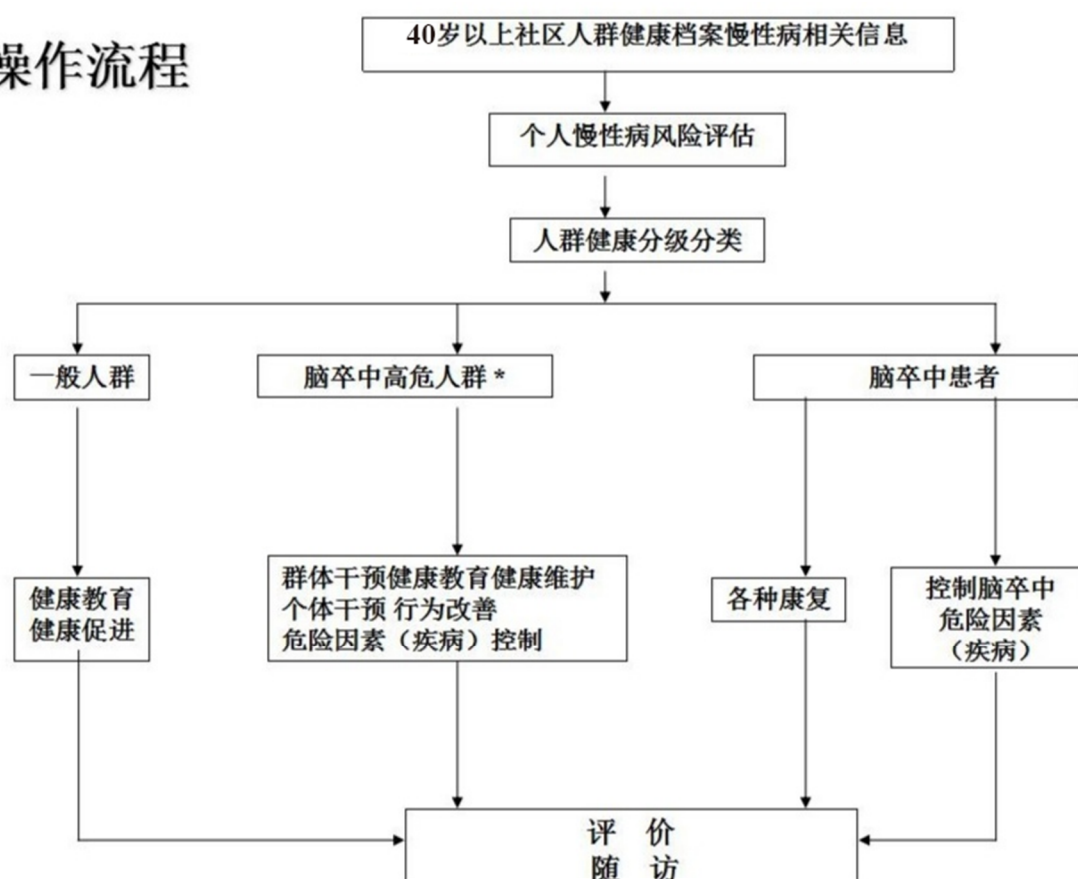 操作流程
40岁以上社区人群健康档案慢性病相关信息
个人慢性病风险评估
人群健康分级分类
一般人群
脑卒中高危人群 *
脑卒中患者
健康教育
健康促进
群体干预健康教育健康维护
个体干预 行为改善
危险因素（疾病）控制
各种康复
控制脑卒中
危险因素
（疾病）
评 价
随 访